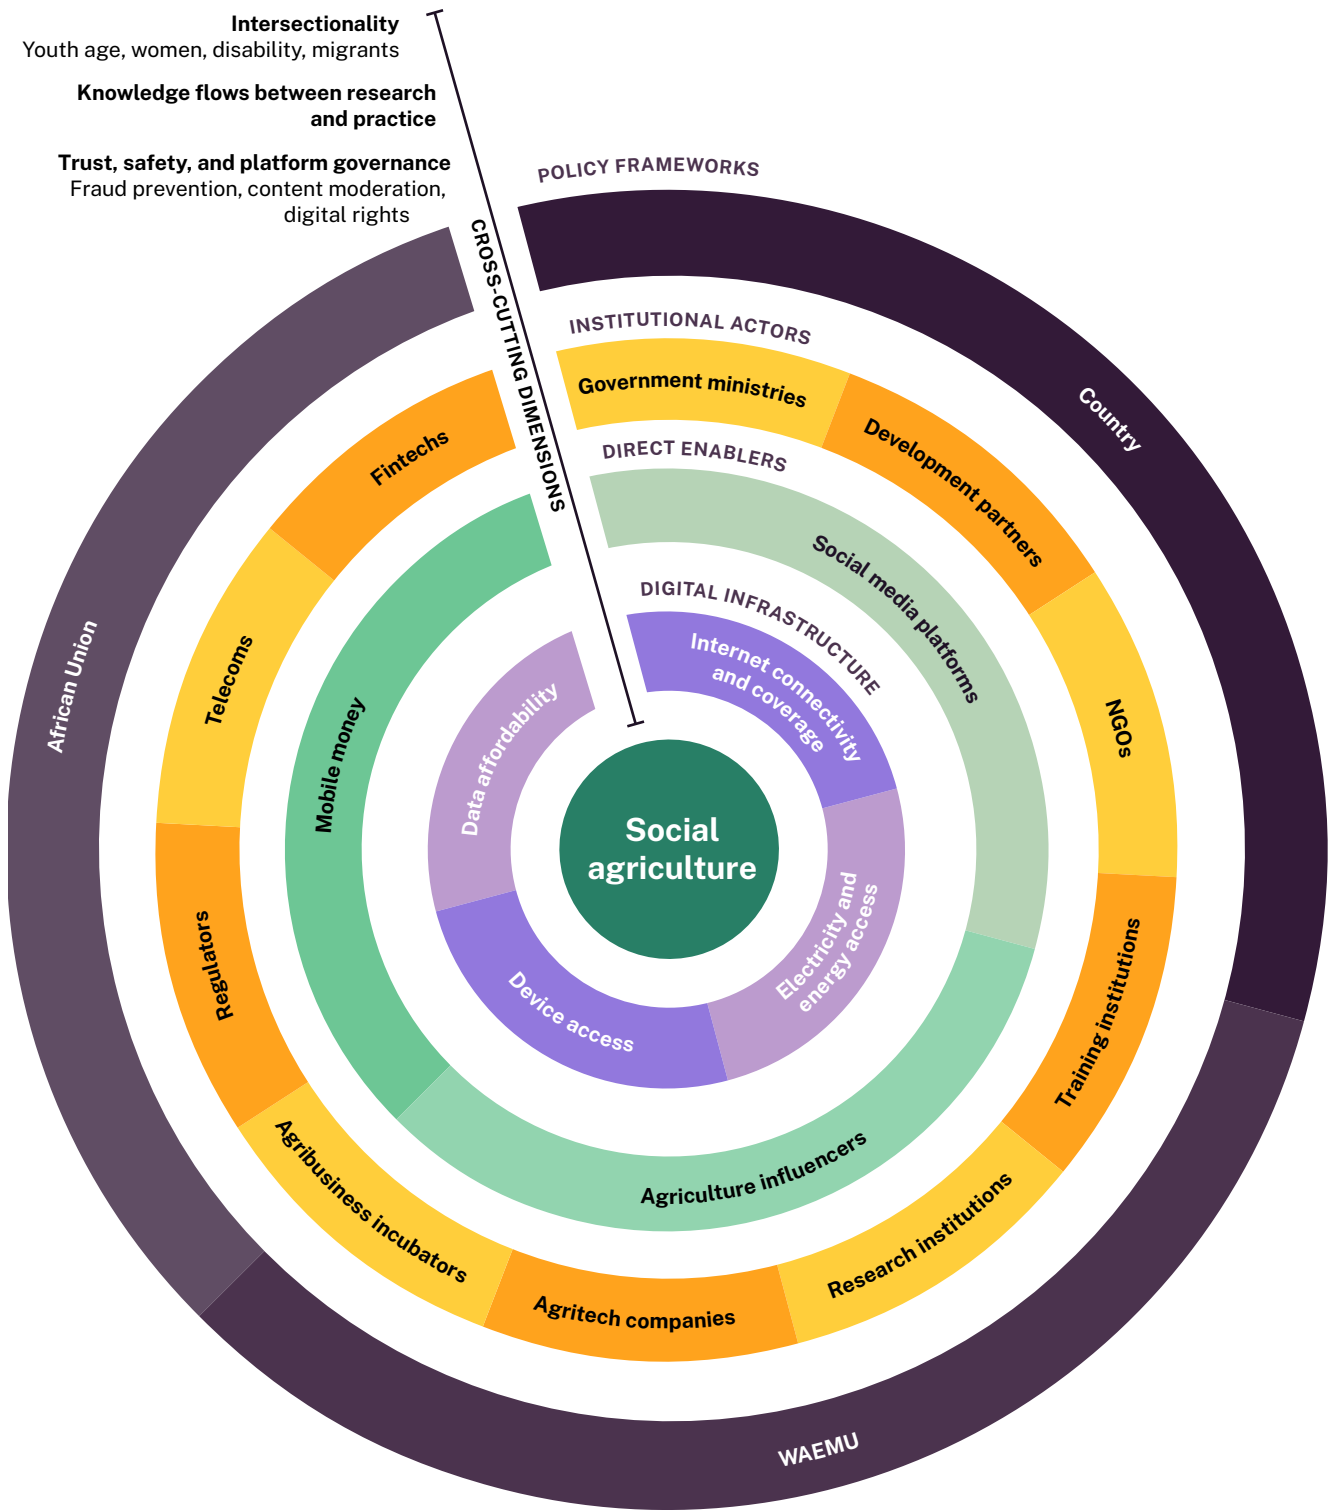 Intersectionality
Youth age, women, disability, migrants
Knowledge flows between research
and practice
Trust, safety, and platform governance
Fraud prevention, content moderation,
digital rights
CROSS-CUTTING DIMENSIONS
POLICY FRAMEWORKS
Country
WAEMU
African Union
INSTITUTIONAL ACTORS
Government ministries
Development partners
NGOs
Training institutions
Research institutions
Agritech companies
Agribusiness incubators
Regulators
Telecoms
Fintechs
DIRECT ENABLERS
Social media platforms
Agriculture influencers
Mobile money
DIGITAL INFRASTRUCTURE
Internet connectivity
and coverage
Electricity and
energy access
Device access
Data affordability
Social
agriculture